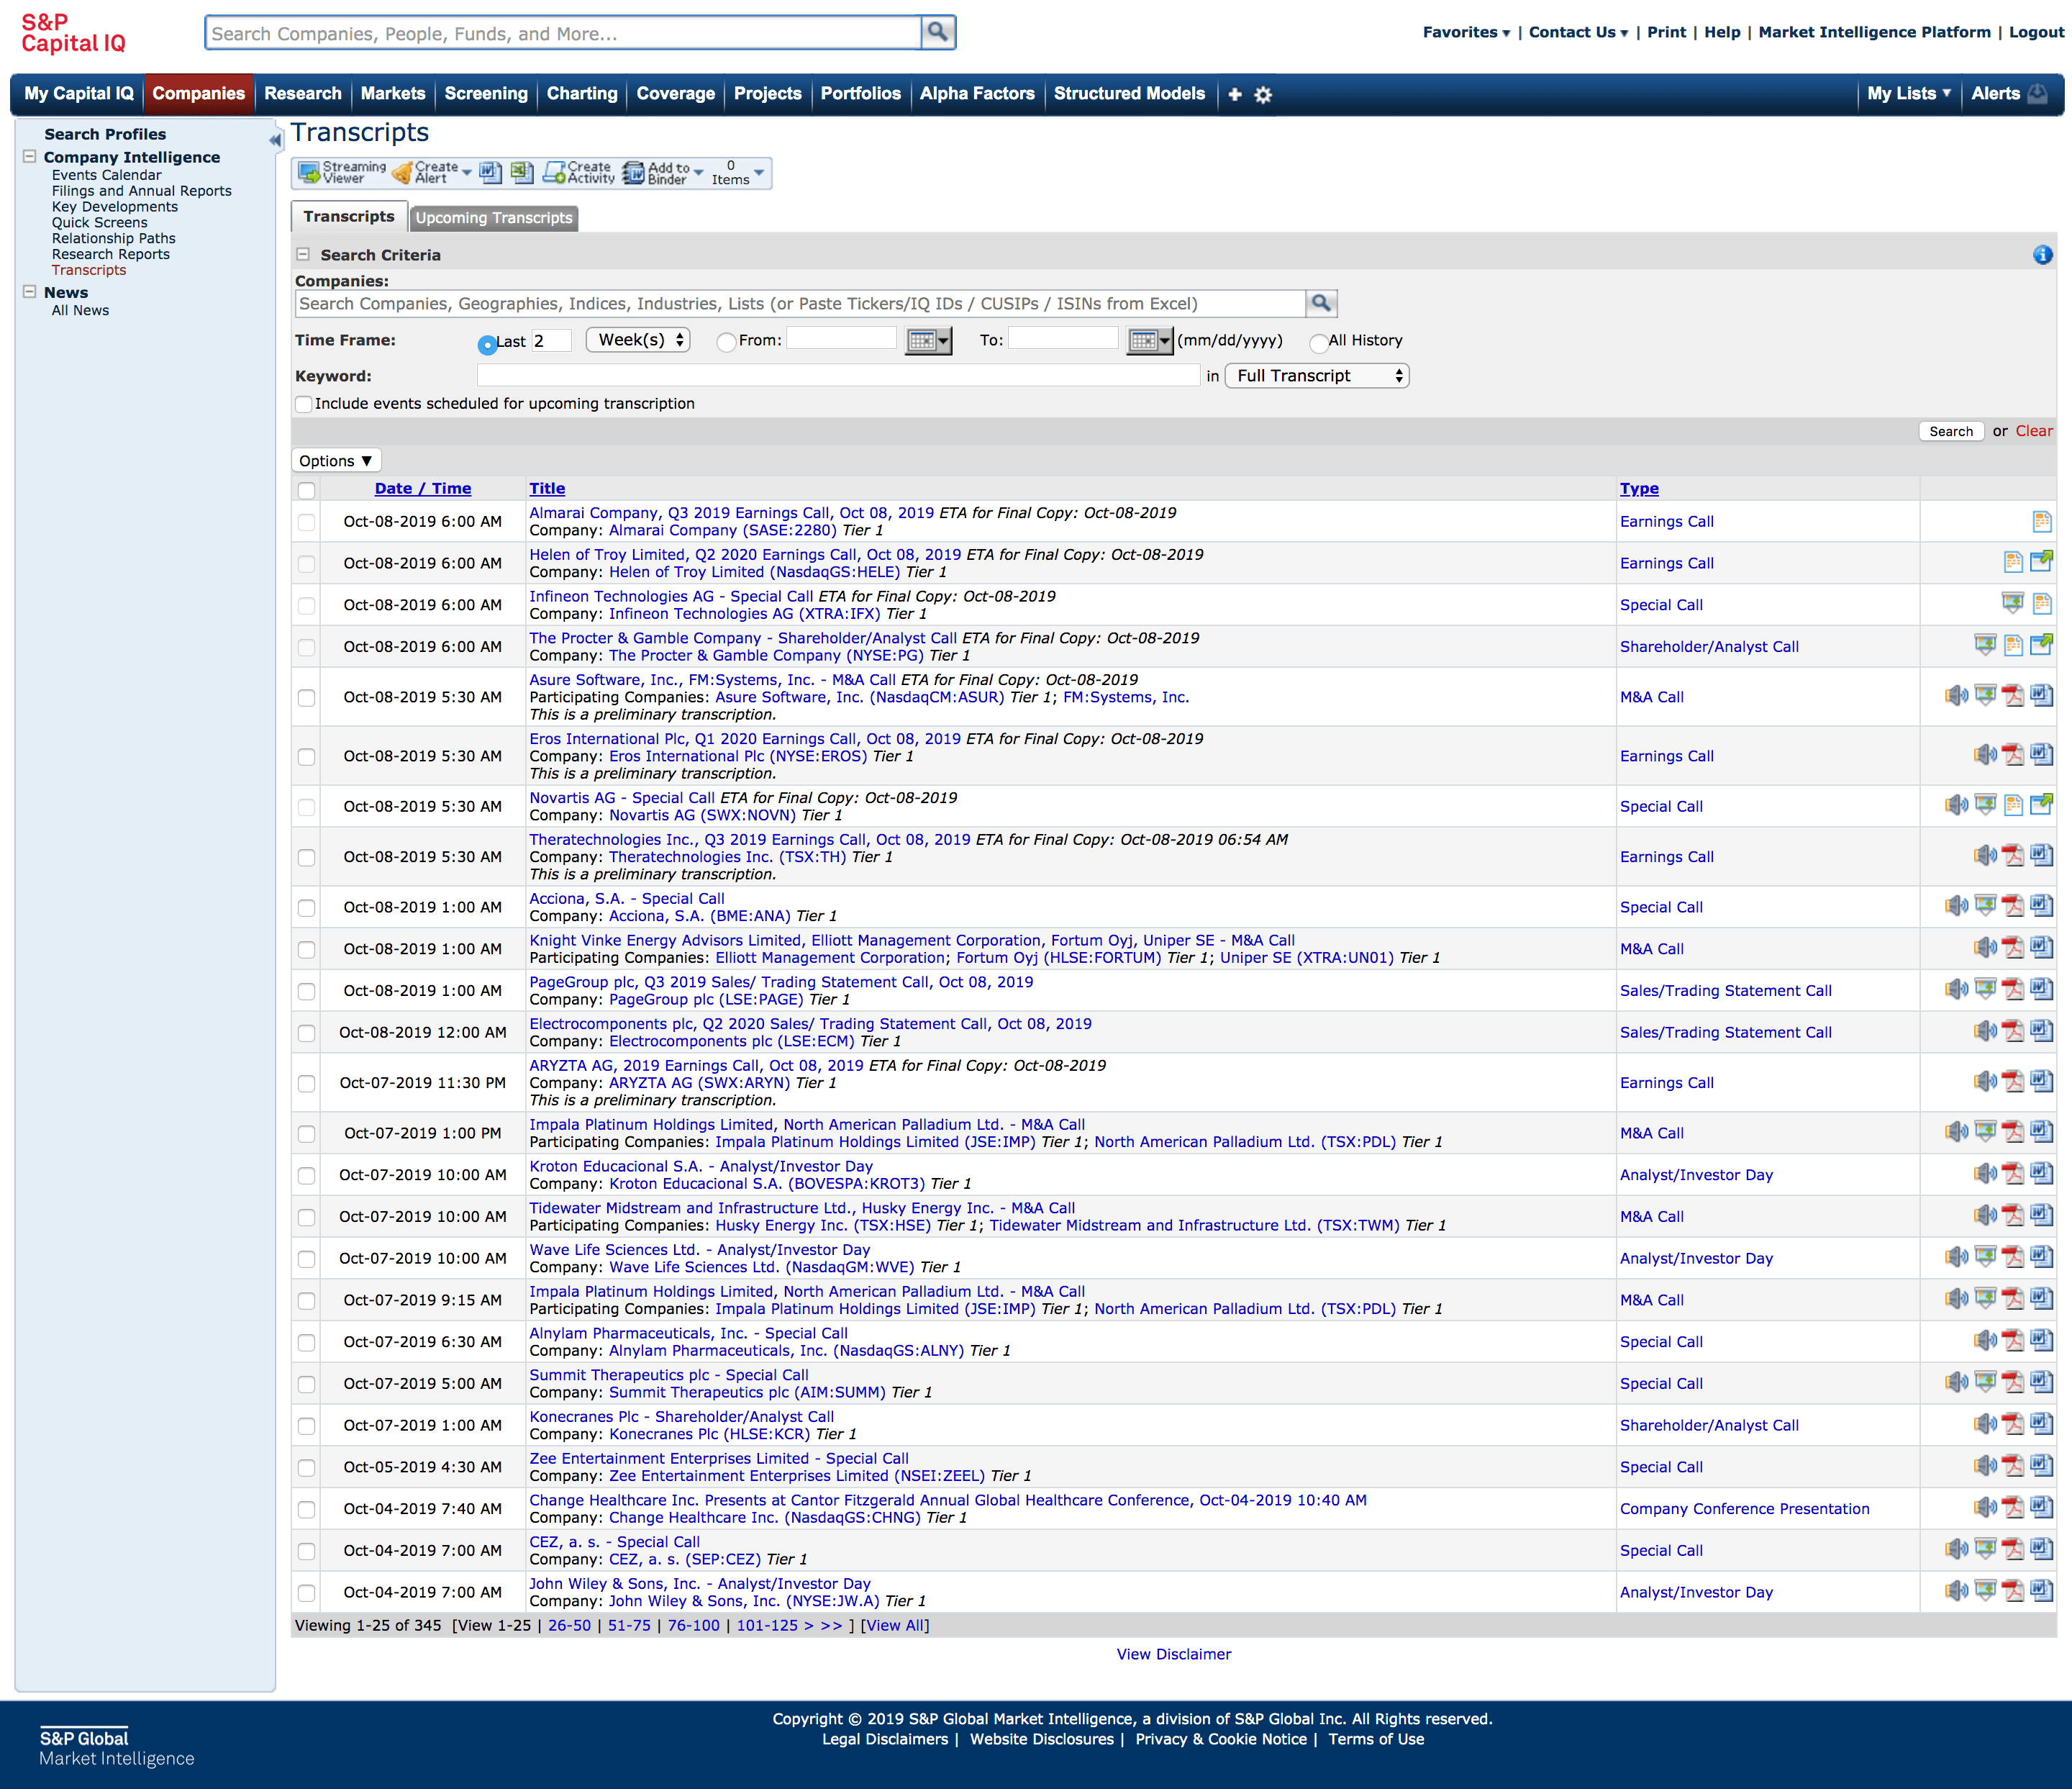 S&P
Capital IQ
Search Companies, People, Funds, and More...
Favorites ▾ | Contact Us ▾ | Print | Help | Market Intelligence Platform | Logout
My Capital IQ Companies Research Markets Screening Charting Coverage Projects Portfolios Alpha Factors Structured Models My Lists ▼ Alerts
Search Profiles
Company Intelligence
Events Calendar
Filings and Annual Reports
Key Developments
Quick Screens
Relationship Paths
Research Reports
Transcripts
News
All News
Transcripts
Streaming Viewer Create Alert Create Activity Add to Binder 0 Items
Transcripts Upcoming Transcripts
Search Criteria
Companies:
Search Companies, Geographies, Indices, Industries, Lists (or Paste Tickers/IQ IDs / CUSIPs / ISINs from Excel)
Time Frame: Last 2 Week(s) From: To: (mm/dd/yyyy) All History
Keyword: in Full Transcript
Include events scheduled for upcoming transcription
Search or Clear
Options ▼
Date / Time Title Type
Oct-08-2019 6:00 AM Almarai Company, Q3 2019 Earnings Call, Oct 08, 2019 ETA for Final Copy: Oct-08-2019 Earnings Call
Company: Almarai Company (SASE:2280) Tier 1
Oct-08-2019 6:00 AM Helen of Troy Limited, Q2 2020 Earnings Call, Oct 08, 2019 ETA for Final Copy: Oct-08-2019 Earnings Call
Company: Helen of Troy Limited (NasdaqGS:HELE) Tier 1
Oct-08-2019 6:00 AM Infineon Technologies AG - Special Call ETA for Final Copy: Oct-08-2019 Special Call
Company: Infineon Technologies AG (XTRA:IFX) Tier 1
Oct-08-2019 6:00 AM The Procter & Gamble Company - Shareholder/Analyst Call ETA for Final Copy: Oct-08-2019 Shareholder/Analyst Call
Company: The Procter & Gamble Company (NYSE:PG) Tier 1
Oct-08-2019 5:30 AM Asure Software, Inc., FM:Systems, Inc. - M&A Call ETA for Final Copy: Oct-08-2019 M&A Call
Participating Companies: Asure Software, Inc. (NasdaqCM:ASUR) Tier 1; FM:Systems, Inc.
This is a preliminary transcription.
Oct-08-2019 5:30 AM Eros International Plc, Q1 2020 Earnings Call, Oct 08, 2019 ETA for Final Copy: Oct-08-2019 Earnings Call
Company: Eros International Plc (NYSE:EROS) Tier 1
This is a preliminary transcription.
Oct-08-2019 5:30 AM Novartis AG - Special Call ETA for Final Copy: Oct-08-2019 Special Call
Company: Novartis AG (SWX:NOVN) Tier 1
Oct-08-2019 5:30 AM Theratechnologies Inc., Q3 2019 Earnings Call, Oct 08, 2019 ETA for Final Copy: Oct-08-2019 06:54 AM Earnings Call
Company: Theratechnologies Inc. (TSX:TH) Tier 1
This is a preliminary transcription.
Oct-08-2019 1:00 AM Acciona, S.A. - Special Call Special Call
Company: Acciona, S.A. (BME:ANA) Tier 1
Oct-08-2019 1:00 AM Knight Vinke Energy Advisors Limited, Elliott Management Corporation, Fortum Oyj, Uniper SE - M&A Call M&A Call
Participating Companies: Elliott Management Corporation; Fortum Oyj (HLSE:FORTUM) Tier 1; Uniper SE (XTRA:UN01) Tier 1
Oct-08-2019 1:00 AM PageGroup plc, Q3 2019 Sales/ Trading Statement Call, Oct 08, 2019 Sales/Trading Statement Call
Company: PageGroup plc (LSE:PAGE) Tier 1
Oct-08-2019 12:00 AM Electrocomponents plc, Q2 2020 Sales/ Trading Statement Call, Oct 08, 2019 Sales/Trading Statement Call
Company: Electrocomponents plc (LSE:ECM) Tier 1
Oct-07-2019 11:30 PM ARYZTA AG, 2019 Earnings Call, Oct 08, 2019 ETA for Final Copy: Oct-08-2019 Earnings Call
Company: ARYZTA AG (SWX:ARYN) Tier 1
This is a preliminary transcription.
Oct-07-2019 1:00 PM Impala Platinum Holdings Limited, North American Palladium Ltd. - M&A Call M&A Call
Participating Companies: Impala Platinum Holdings Limited (JSE:IMP) Tier 1; North American Palladium Ltd. (TSX:PDL) Tier 1
Oct-07-2019 10:00 AM Kroton Educacional S.A. - Analyst/Investor Day Analyst/Investor Day
Company: Kroton Educacional S.A. (BOVESPA:KROT3) Tier 1
Oct-07-2019 10:00 AM Tidewater Midstream and Infrastructure Ltd., Husky Energy Inc. - M&A Call M&A Call
Participating Companies: Husky Energy Inc. (TSX:HSE) Tier 1; Tidewater Midstream and Infrastructure Ltd. (TSX:TWM) Tier 1
Oct-07-2019 10:00 AM Wave Life Sciences Ltd. - Analyst/Investor Day Analyst/Investor Day
Company: Wave Life Sciences Ltd. (NasdaqGM:WVE) Tier 1
Oct-07-2019 9:15 AM Impala Platinum Holdings Limited, North American Palladium Ltd. - M&A Call M&A Call
Participating Companies: Impala Platinum Holdings Limited (JSE:IMP) Tier 1; North American Palladium Ltd. (TSX:PDL) Tier 1
Oct-07-2019 6:30 AM Alnylam Pharmaceuticals, Inc. - Special Call Special Call
Company: Alnylam Pharmaceuticals, Inc. (NasdaqGS:ALNY) Tier 1
Oct-07-2019 5:00 AM Summit Therapeutics plc - Special Call Special Call
Company: Summit Therapeutics plc (AIM:SUMM) Tier 1
Oct-07-2019 1:00 AM Konecranes Plc - Shareholder/Analyst Call Shareholder/Analyst Call
Company: Konecranes Plc (HLSE:KCR) Tier 1
Oct-05-2019 4:30 AM Zee Entertainment Enterprises Limited - Special Call Special Call
Company: Zee Entertainment Enterprises Limited (NSEI:ZEEL) Tier 1
Oct-04-2019 7:40 AM Change Healthcare Inc. Presents at Cantor Fitzgerald Annual Global Healthcare Conference, Oct-04-2019 10:40 AM Company Conference Presentation
Company: Change Healthcare Inc. (NasdaqGS:CHNG) Tier 1
Oct-04-2019 7:00 AM CEZ, a. s. - Special Call Special Call
Company: CEZ, a. s. (SEP:CEZ) Tier 1
Oct-04-2019 7:00 AM John Wiley & Sons, Inc. - Analyst/Investor Day Analyst/Investor Day
Company: John Wiley & Sons, Inc. (NYSE:JW.A) Tier 1
Viewing 1-25 of 345 [View 1-25 | 26-50 | 51-75 | 76-100 | 101-125 > >> ] [View All]
View Disclaimer
S&P Global
Market Intelligence
Copyright © 2019 S&P Global Market Intelligence, a division of S&P Global Inc. All Rights reserved.
Legal Disclaimers | Website Disclosures | Privacy & Cookie Notice | Terms of Use